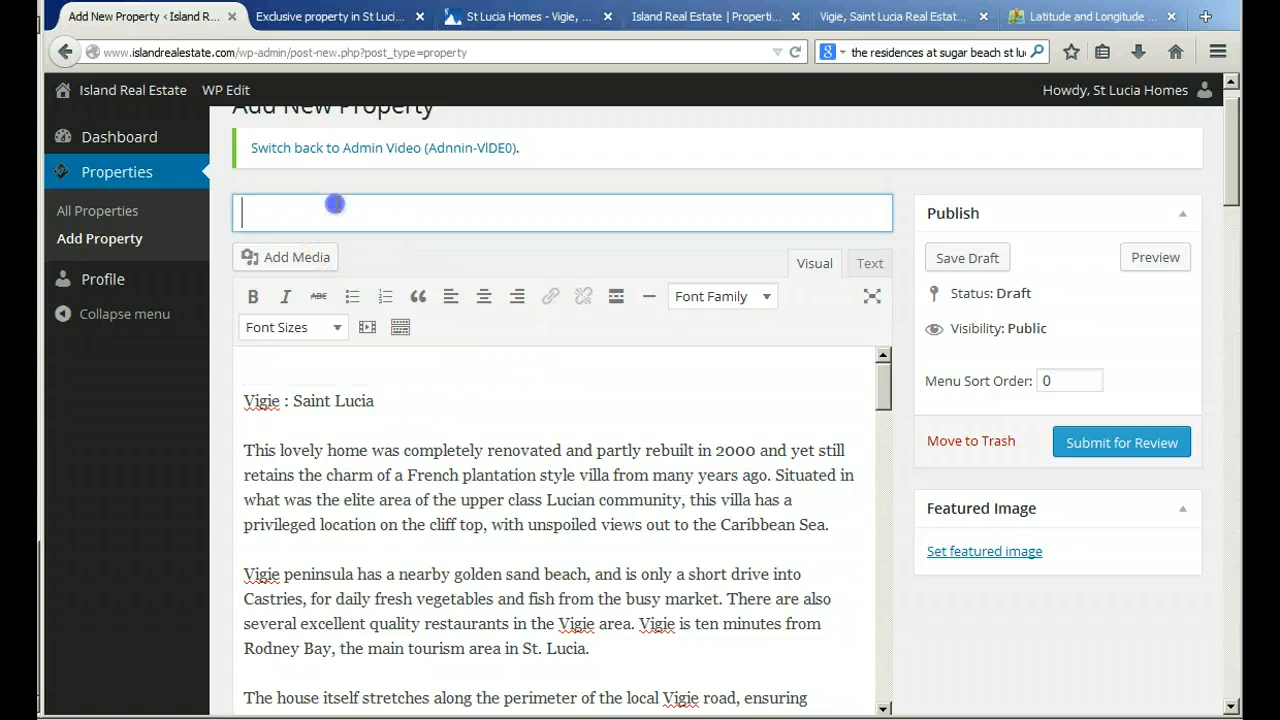 Add New Property ‹ Island R...
Exclusive property in St Luci...
St Lucia Homes - Vigie, ...
Island Real Estate | Properti...
Vigie, Saint Lucia Real Estat...
Latitude and Longitude ...
www.islandrealestate.com/wp-admin/post-new.php?post_type=property
the residences at sugar beach st luc
Island Real Estate
WP Edit
Howdy, St Lucia Homes
Add New Property
Dashboard
Switch back to Admin Video (Adnnin-VIDE0).
Properties
All Properties
Add Property
Profile
Collapse menu
Add Media
Visual
Text
B I ABC
Font Family
Font Sizes
Vigie : Saint Lucia
This lovely home was completely renovated and partly rebuilt in 2000 and yet still
retains the charm of a French plantation style villa from many years ago. Situated in
what was the elite area of the upper class Lucian community, this villa has a
privileged location on the cliff top, with unspoiled views out to the Caribbean Sea.
Vigie peninsula has a nearby golden sand beach, and is only a short drive into
Castries, for daily fresh vegetables and fish from the busy market. There are also
several excellent quality restaurants in the Vigie area. Vigie is ten minutes from
Rodney Bay, the main tourism area in St. Lucia.
The house itself stretches along the perimeter of the local Vigie road, ensuring
Publish
Save Draft
Preview
Status: Draft
Visibility: Public
Menu Sort Order: 0
Move to Trash
Submit for Review
Featured Image
Set featured image